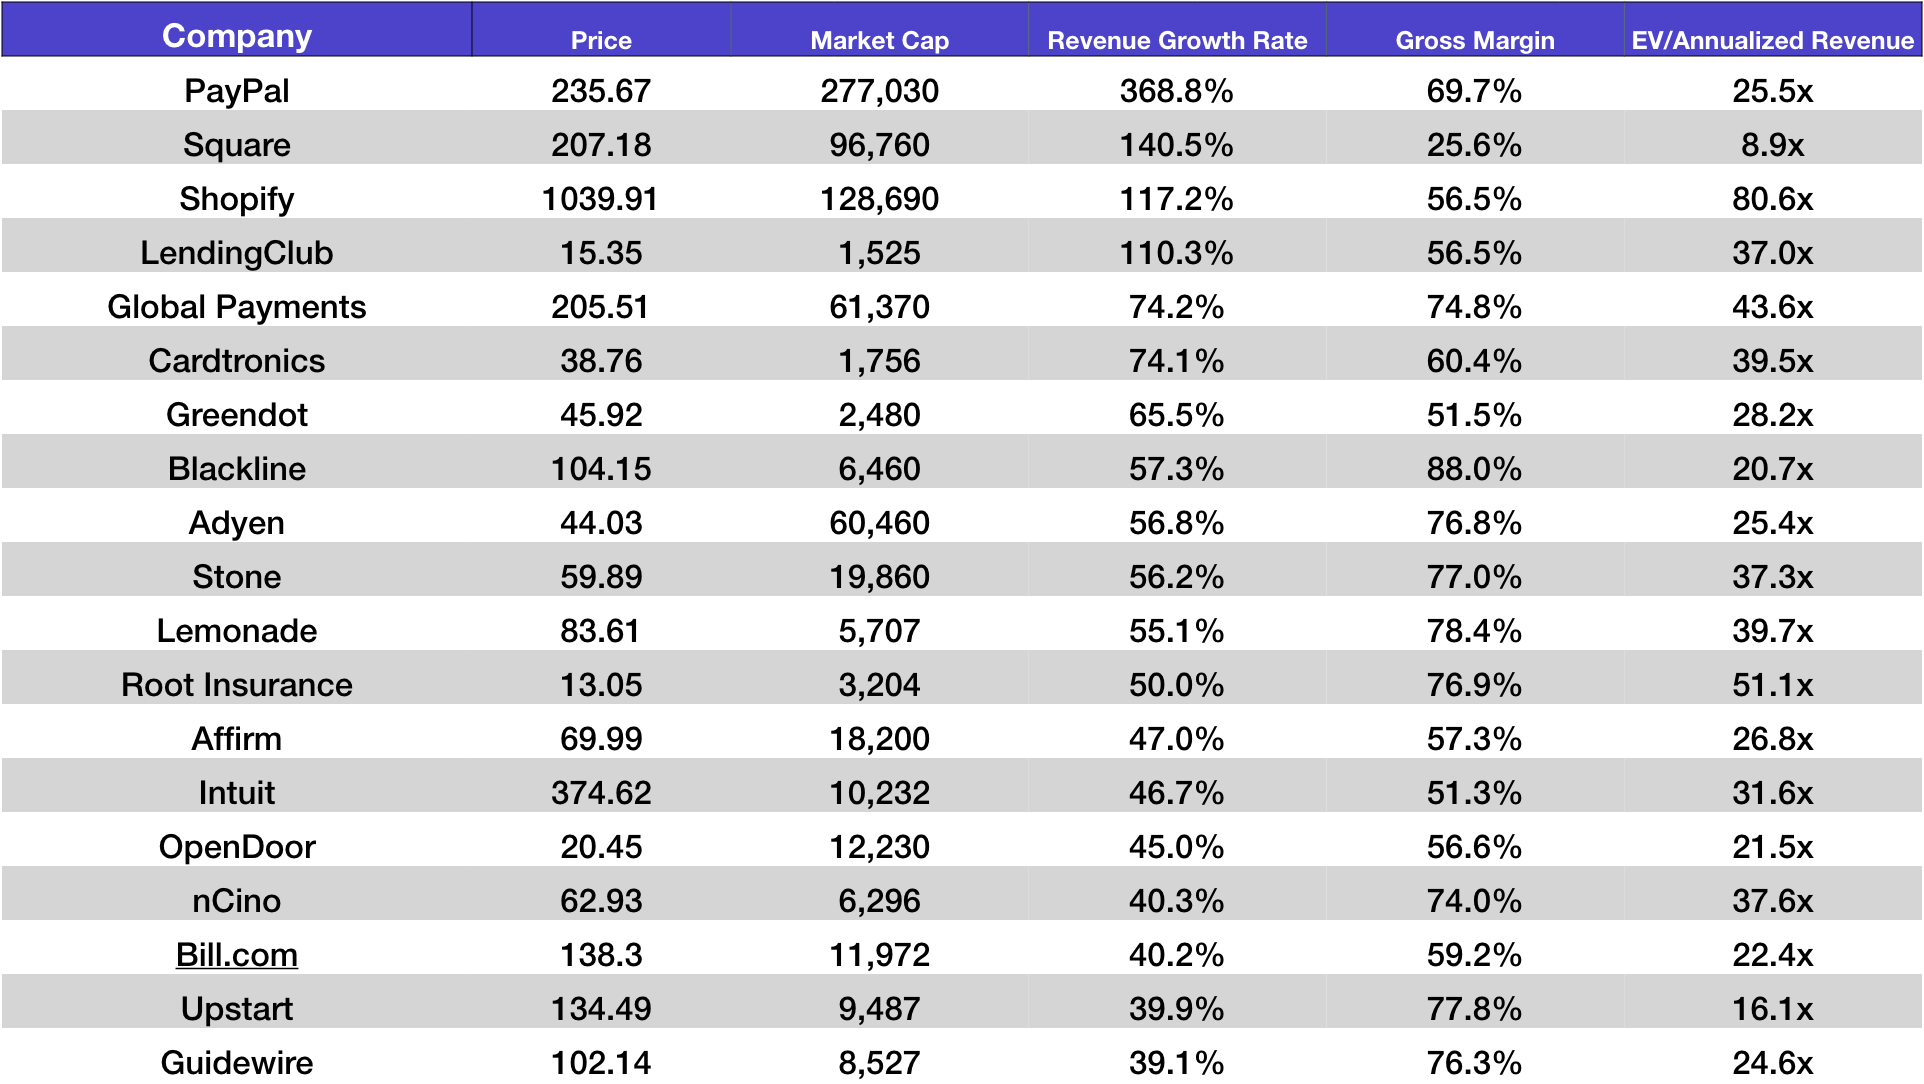 Company Price Market Cap Revenue Growth Rate Gross Margin EV/Annualized Revenue
PayPal 235.67 277,030 368.8% 69.7% 25.5x
Square 207.18 96,760 140.5% 25.6% 8.9x
Shopify 1039.91 128,690 117.2% 56.5% 80.6x
LendingClub 15.35 1,525 110.3% 56.5% 37.0x
Global Payments 205.51 61,370 74.2% 74.8% 43.6x
Cardtronics 38.76 1,756 74.1% 60.4% 39.5x
Greendot 45.92 2,480 65.5% 51.5% 28.2x
Blackline 104.15 6,460 57.3% 88.0% 20.7x
Adyen 44.03 60,460 56.8% 76.8% 25.4x
Stone 59.89 19,860 56.2% 77.0% 37.3x
Lemonade 83.61 5,707 55.1% 78.4% 39.7x
Root Insurance 13.05 3,204 50.0% 76.9% 51.1x
Affirm 69.99 18,200 47.0% 57.3% 26.8x
Intuit 374.62 10,232 46.7% 51.3% 31.6x
OpenDoor 20.45 12,230 45.0% 56.6% 21.5x
nCino 62.93 6,296 40.3% 74.0% 37.6x
Bill.com 138.3 11,972 40.2% 59.2% 22.4x
Upstart 134.49 9,487 39.9% 77.8% 16.1x
Guidewire 102.14 8,527 39.1% 76.3% 24.6x